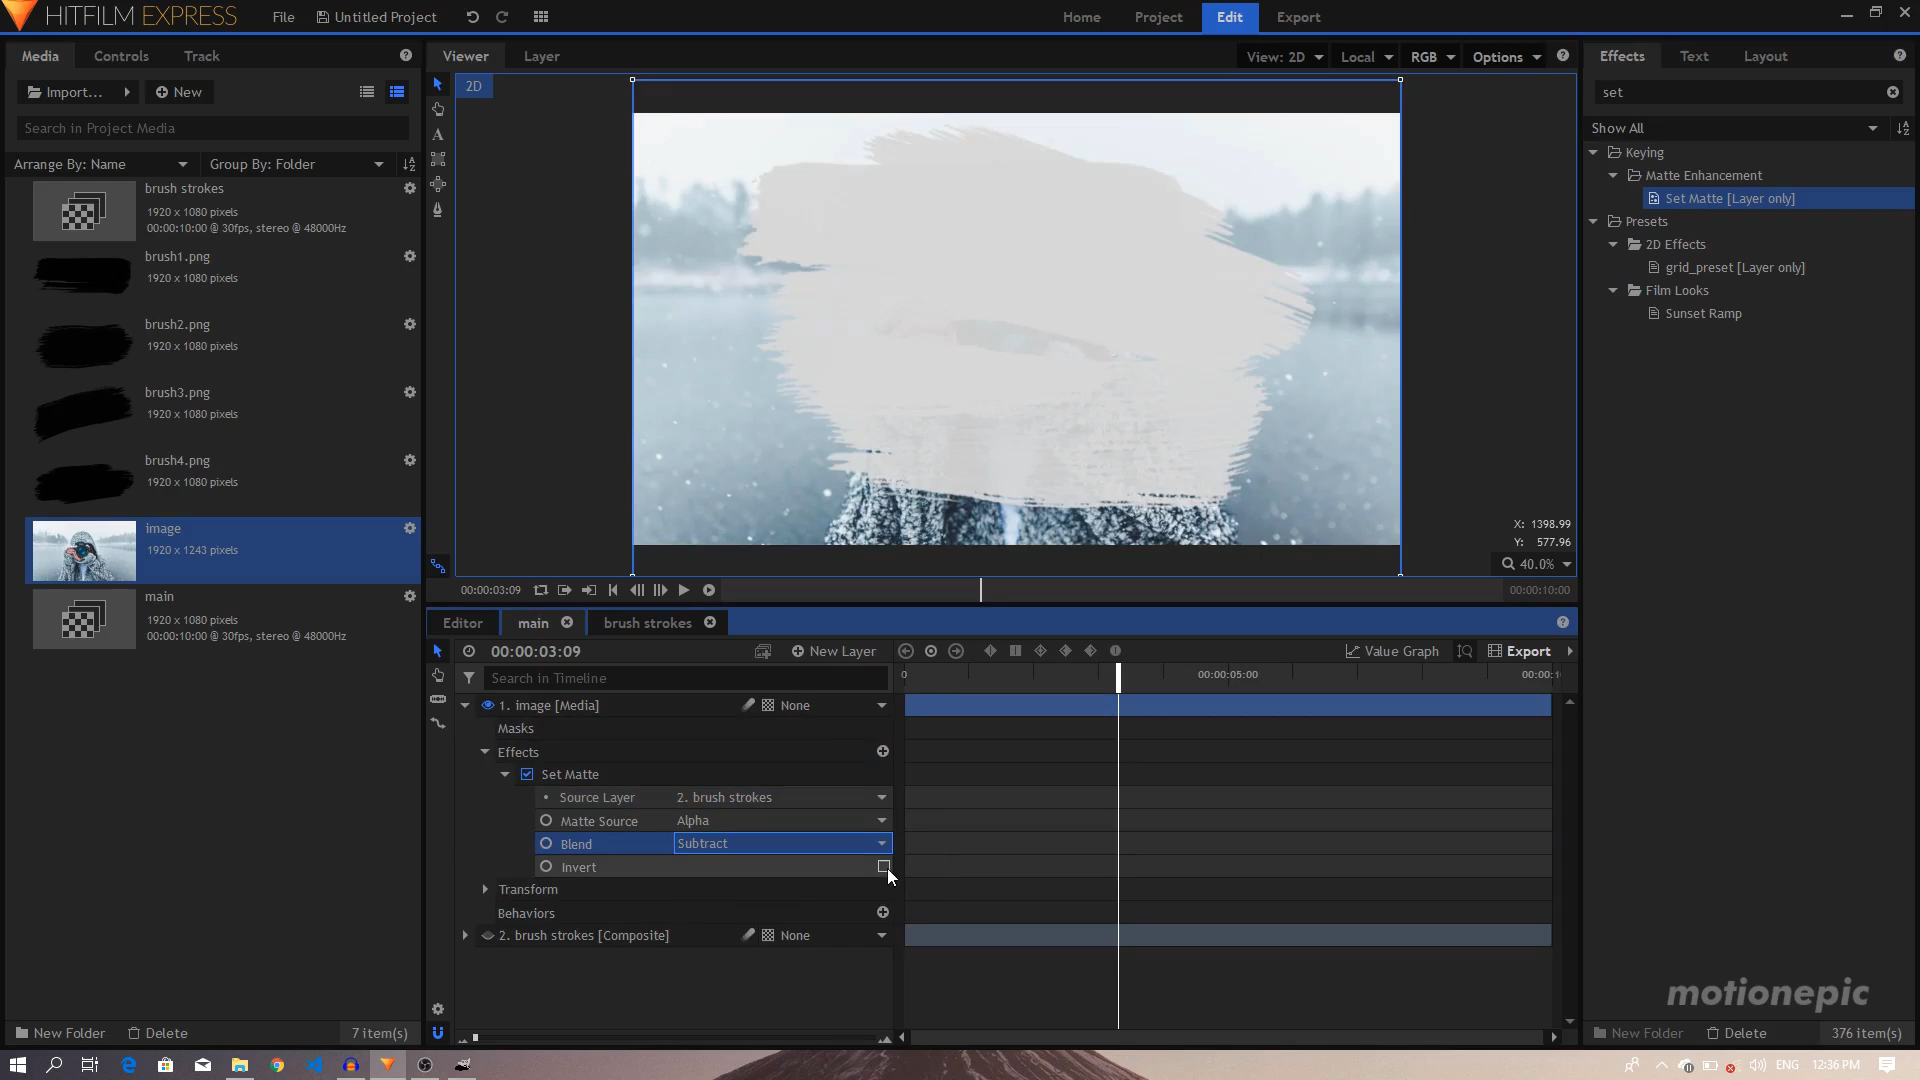 HITFILM EXPRESS
File
Untitled Project
Home
Project
Edit
Export
Media
Controls
Track
Import...
New
Search in Project Media
Arrange By: Name
Group By: Folder
brush strokes
1920 x 1080 pixels
00:00:10:00 @ 30fps, stereo @ 48000Hz
brush1.png
1920 x 1080 pixels
brush2.png
1920 x 1080 pixels
brush3.png
1920 x 1080 pixels
brush4.png
1920 x 1080 pixels
image
1920 x 1243 pixels
main
1920 x 1080 pixels
00:00:10:00 @ 30fps, stereo @ 48000Hz
New Folder
Delete
7 item(s)
Viewer
Layer
View: 2D
Local
RGB
Options
2D
X: 1398.99
Y: 577.96
40.0%
00:00:03:09
00:00:10:00
Editor
main
brush strokes
00:00:03:09
New Layer
Value Graph
Export
Search in Timeline
0
00:00:05:00
1. image [Media]
None
Masks
Effects
Set Matte
Source Layer
2. brush strokes
Matte Source
Alpha
Blend
Subtract
Invert
Transform
Behaviors
2. brush strokes [Composite]
None
Effects
Text
Layout
set
Show All
Keying
Matte Enhancement
Set Matte [Layer only]
Presets
2D Effects
grid_preset [Layer only]
Film Looks
Sunset Ramp
motionepic
New Folder
Delete
376 item(s)
ENG
12:36 PM